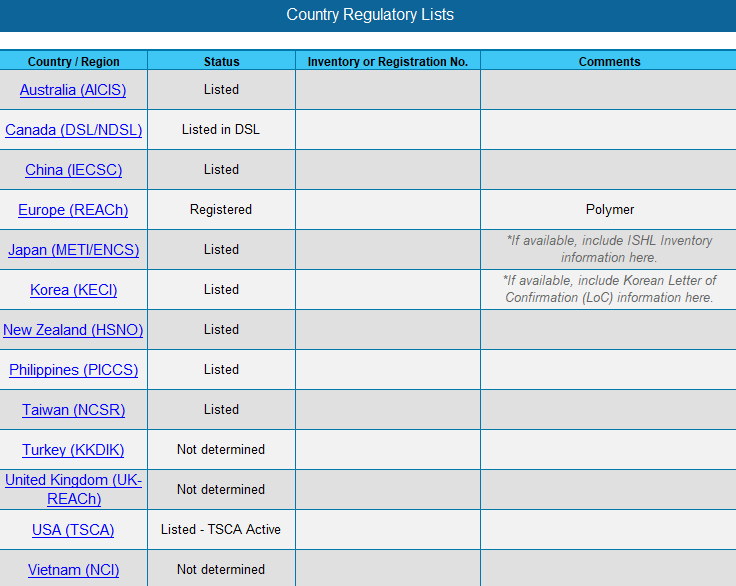 Country Regulatory Lists
Country / Region Status Inventory or Registration No. Comments
Australia (AICIS) Listed
Canada (DSL/NDSL) Listed in DSL
China (IECSC) Listed
Europe (REACh) Registered Polymer
Japan (METI/ENCS) Listed *If available, include ISHL Inventory
information here.
Korea (KECI) Listed *If available, include Korean Letter of
Confirmation (LoC) information here.
New Zealand (HSNO) Listed
Philippines (PICCS) Listed
Taiwan (NCSR) Listed
Turkey (KKDIK) Not determined
United Kingdom (UK-
REACh) Not determined
USA (TSCA) Listed - TSCA Active
Vietnam (NCI) Not determined